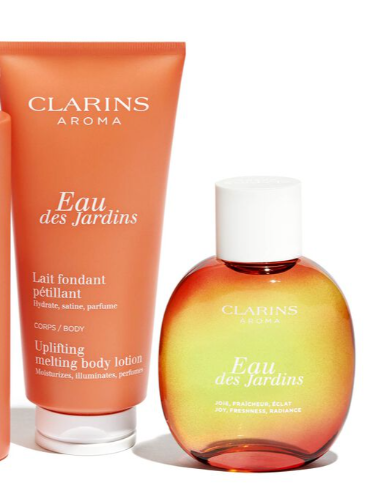 CLARINS
AROMA
Eau
des Jardins
Lait fondant
pétillant
Hydrate, satine, parfume
CORPS / BODY
Uplifting
melting body lotion
Moisturizes, illuminates, perfumes
CLARINS
AROMA
Eau
des Jardins
JOIE, FRAÎCHEUR, ÉCLAT
JOY, FRESHNESS, RADIANCE